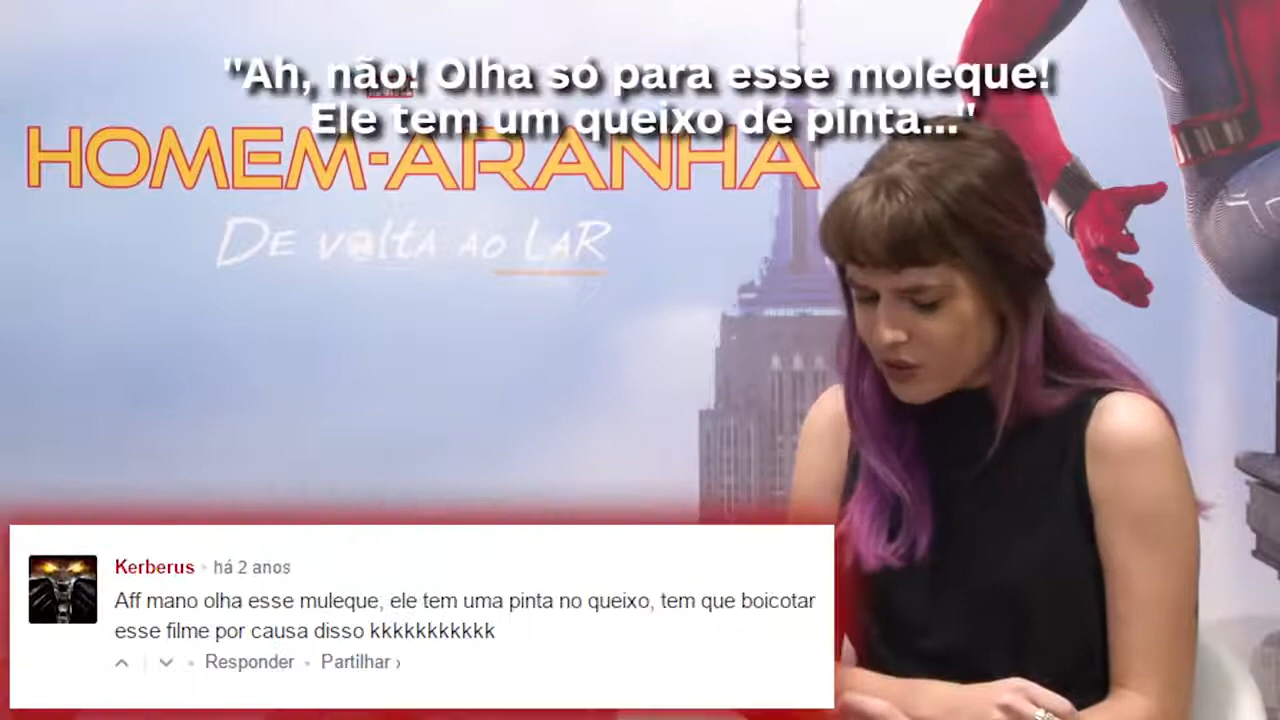 "Ah, não! Olha só para esse moleque!
Ele tem um queixo de pinta..."
HOMEM-ARANHA
DE VOLTA AO LAR
Kerberus • há 2 anos
Aff mano olha esse muleque, ele tem uma pinta no queixo, tem que boicotar
esse filme por causa disso kkkkkkkkkkk
Responder • Partilhar ›